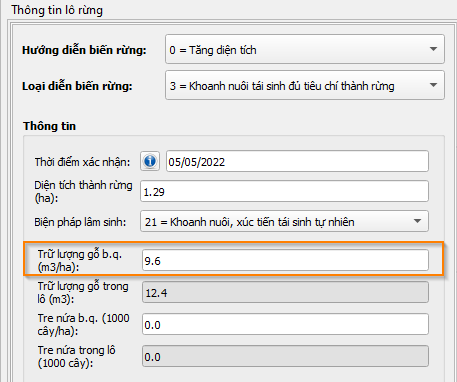 Thông tin lô rừng
Hướng diễn biến rừng: 0 = Tăng diện tích
Loại diễn biến rừng: 3 = Khoanh nuôi tái sinh đủ tiêu chí thành rừng
Thông tin
Thời điểm xác nhận: 05/05/2022
Diện tích thành rừng
(ha): 1.29
Biện pháp lâm sinh: 21 = Khoanh nuôi, xúc tiến tái sinh tự nhiên
Trữ lượng gỗ b.q.
(m3/ha): 9.6
Trữ lượng gỗ trong
lô (m3): 12.4
Tre nứa b.q. (1000
cây/ha): 0.0
Tre nứa trong lô
(1000 cây): 0.0